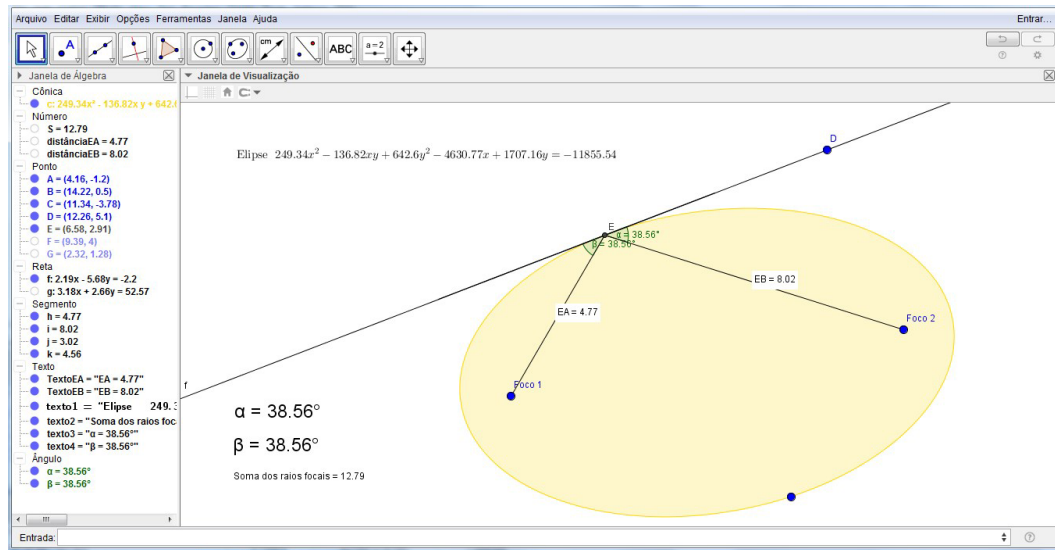 Arquivo Editar Exibir Opções Ferramentas Janela Ajuda
Entrar...
A
cm
ABC
a = 2
Janela de Álgebra
Janela de Visualização
Cônica
c: 249.34x² - 136.82x y + 642.6
Número
S = 12.79
distânciaEA = 4.77
distânciaEB = 8.02
Ponto
A = (4.16, -1.2)
B = (14.22, 0.5)
C = (11.34, -3.78)
D = (12.26, 5.1)
E = (6.58, 2.91)
F = (9.39, 4)
G = (2.32, 1.28)
Reta
f: 2.19x - 5.68y = -2.2
g: 3.18x + 2.66y = 52.57
Segmento
h = 4.77
i = 8.02
j = 3.02
k = 4.56
Texto
TextoEA = "EA = 4.77"
TextoEB = "EB = 8.02"
texto1 = "Elipse 249.3
texto2 = "Soma dos raios foc
texto3 = "α = 38.56°"
texto4 = "β = 38.56°"
Ângulo
α = 38.56°
β = 38.56°
Elipse 249.34x² − 136.82xy + 642.6y² − 4630.77x + 1707.16y = −11855.54
D
E
α = 38.56°
β = 38.56°
EB = 8.02
EA = 4.77
Foco 2
Foco 1
f
α = 38.56°
β = 38.56°
Soma dos raios focais = 12.79
Entrada: